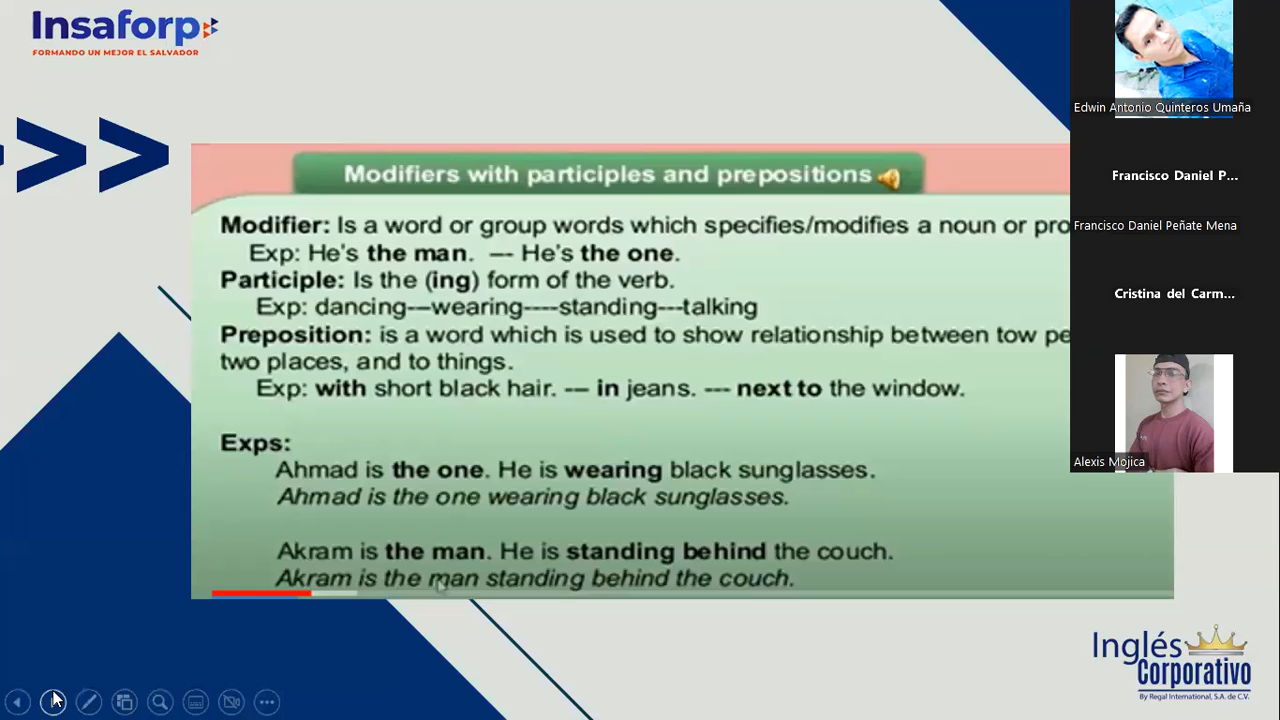 Insaforp
FORMANDO UN MEJOR EL SALVADOR
Edwin Antonio Quinteros Umaña
Francisco Daniel P...
Francisco Daniel Peñate Mena
Cristina del Carm...
Alexis Mojica
Modifiers with participles and prepositions
Modifier: Is a word or group words which specifies/modifies a noun or pro
Exp: He's the man. --- He's the one.
Participle: Is the (ing) form of the verb.
Exp: dancing---wearing----standing---talking
Preposition: is a word which is used to show relationship between tow pe
two places, and to things.
Exp: with short black hair. --- in jeans. --- next to the window.
Exps:
Ahmad is the one. He is wearing black sunglasses.
Ahmad is the one wearing black sunglasses.
Akram is the man. He is standing behind the couch.
Akram is the man standing behind the couch.
Inglés
Corporativo
By Regal International, S.A. de C.V.